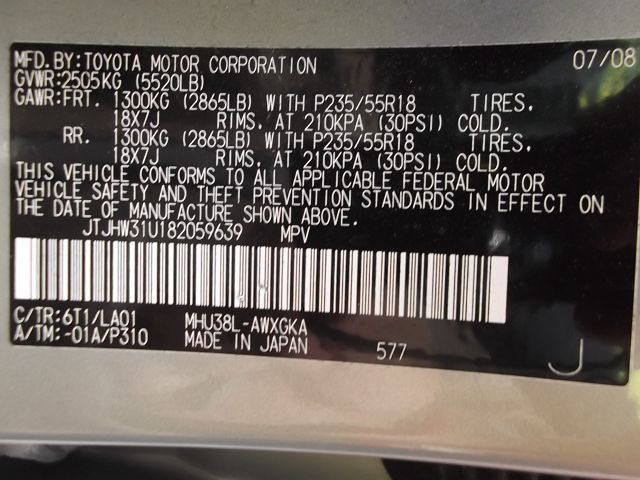 MFD.BY:TOYOTA MOTOR CORPORATION 07/08
GVWR:2505KG (5520LB)
GAWR:FRT. 1300KG (2865LB) WITH P235/55R18 TIRES.
18X7J RIMS. AT 210KPA (30PSI) COLD.
RR. 1300KG (2865LB) WITH P235/55R18 TIRES.
18X7J RIMS. AT 210KPA (30PSI) COLD.
THIS VEHICLE CONFORMS TO ALL APPLICABLE FEDERAL MOTOR
VEHICLE SAFETY AND THEFT PREVENTION STANDARDS IN EFFECT ON
THE DATE OF MANUFACTURE SHOWN ABOVE.
JTJHW31U182059639 MPV
C/TR:6T1/LA01 MHU38L-AWXGKA
A/TM:-01A/P310 MADE IN JAPAN 577 J